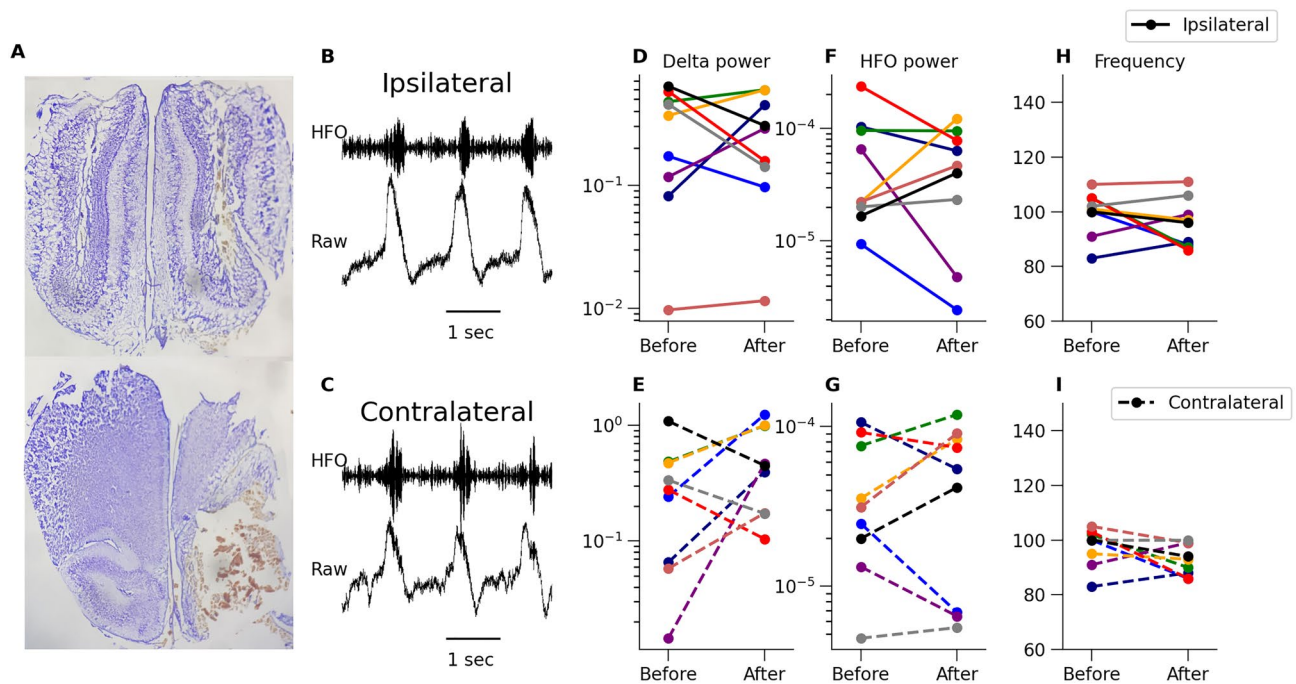 Ipsilateral
A
B
Ipsilateral
HFO
Raw
1 sec
D
Delta power
10⁻¹
10⁻²
Before
After
F
HFO power
10⁻⁴
10⁻⁵
Before
After
H
Frequency
140
120
100
80
60
Before
After
C
Contralateral
HFO
Raw
1 sec
E
10⁰
10⁻¹
Before
After
G
10⁻⁴
10⁻⁵
Before
After
I
Contralateral
140
120
100
80
60
Before
After